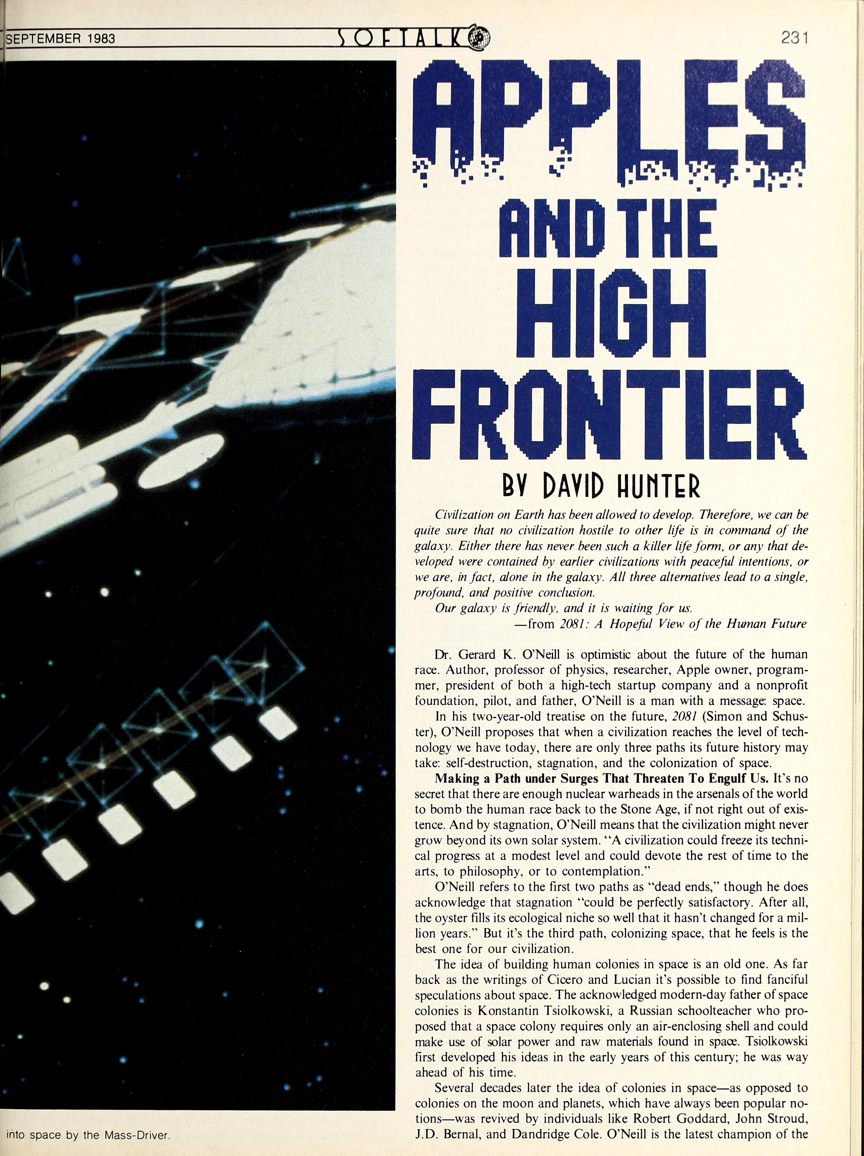 SEPTEMBER 1983
SOFTALK
231
APPLES
AND THE
HIGH
FRONTIER
BY DAVID HUNTER
Civilization on Earth has been allowed to develop. Therefore, we can be
quite sure that no civilization hostile to other life is in command of the
galaxy. Either there has never been such a killer life form, or any that de-
veloped were contained by earlier civilizations with peaceful intentions, or
we are, in fact, alone in the galaxy. All three alternatives lead to a single,
profound, and positive conclusion.
Our galaxy is friendly, and it is waiting for us.
—from 2081: A Hopeful View of the Human Future
Dr. Gerard K. O'Neill is optimistic about the future of the human
race. Author, professor of physics, researcher, Apple owner, program-
mer, president of both a high-tech startup company and a nonprofit
foundation, pilot, and father, O'Neill is a man with a message: space.
In his two-year-old treatise on the future, 2081 (Simon and Schus-
ter), O'Neill proposes that when a civilization reaches the level of tech-
nology we have today, there are only three paths its future history may
take: self-destruction, stagnation, and the colonization of space.
Making a Path under Surges That Threaten To Engulf Us. It's no
secret that there are enough nuclear warheads in the arsenals of the world
to bomb the human race back to the Stone Age, if not right out of exis-
tence. And by stagnation, O'Neill means that the civilization might never
grow beyond its own solar system. "A civilization could freeze its techni-
cal progress at a modest level and could devote the rest of time to the
arts, to philosophy, or to contemplation."
O'Neill refers to the first two paths as "dead ends," though he does
acknowledge that stagnation "could be perfectly satisfactory. After all,
the oyster fills its ecological niche so well that it hasn't changed for a mil-
lion years." But it's the third path, colonizing space, that he feels is the
best one for our civilization.
The idea of building human colonies in space is an old one. As far
back as the writings of Cicero and Lucian it's possible to find fanciful
speculations about space. The acknowledged modern-day father of space
colonies is Konstantin Tsiolkowski, a Russian schoolteacher who pro-
posed that a space colony requires only an air-enclosing shell and could
make use of solar power and raw materials found in space. Tsiolkowski
first developed his ideas in the early years of this century; he was way
ahead of his time.
Several decades later the idea of colonies in space—as opposed to
colonies on the moon and planets, which have always been popular no-
tions—was revived by individuals like Robert Goddard, John Stroud,
J.D. Bernal, and Dandridge Cole. O'Neill is the latest champion of the
into space by the Mass-Driver.